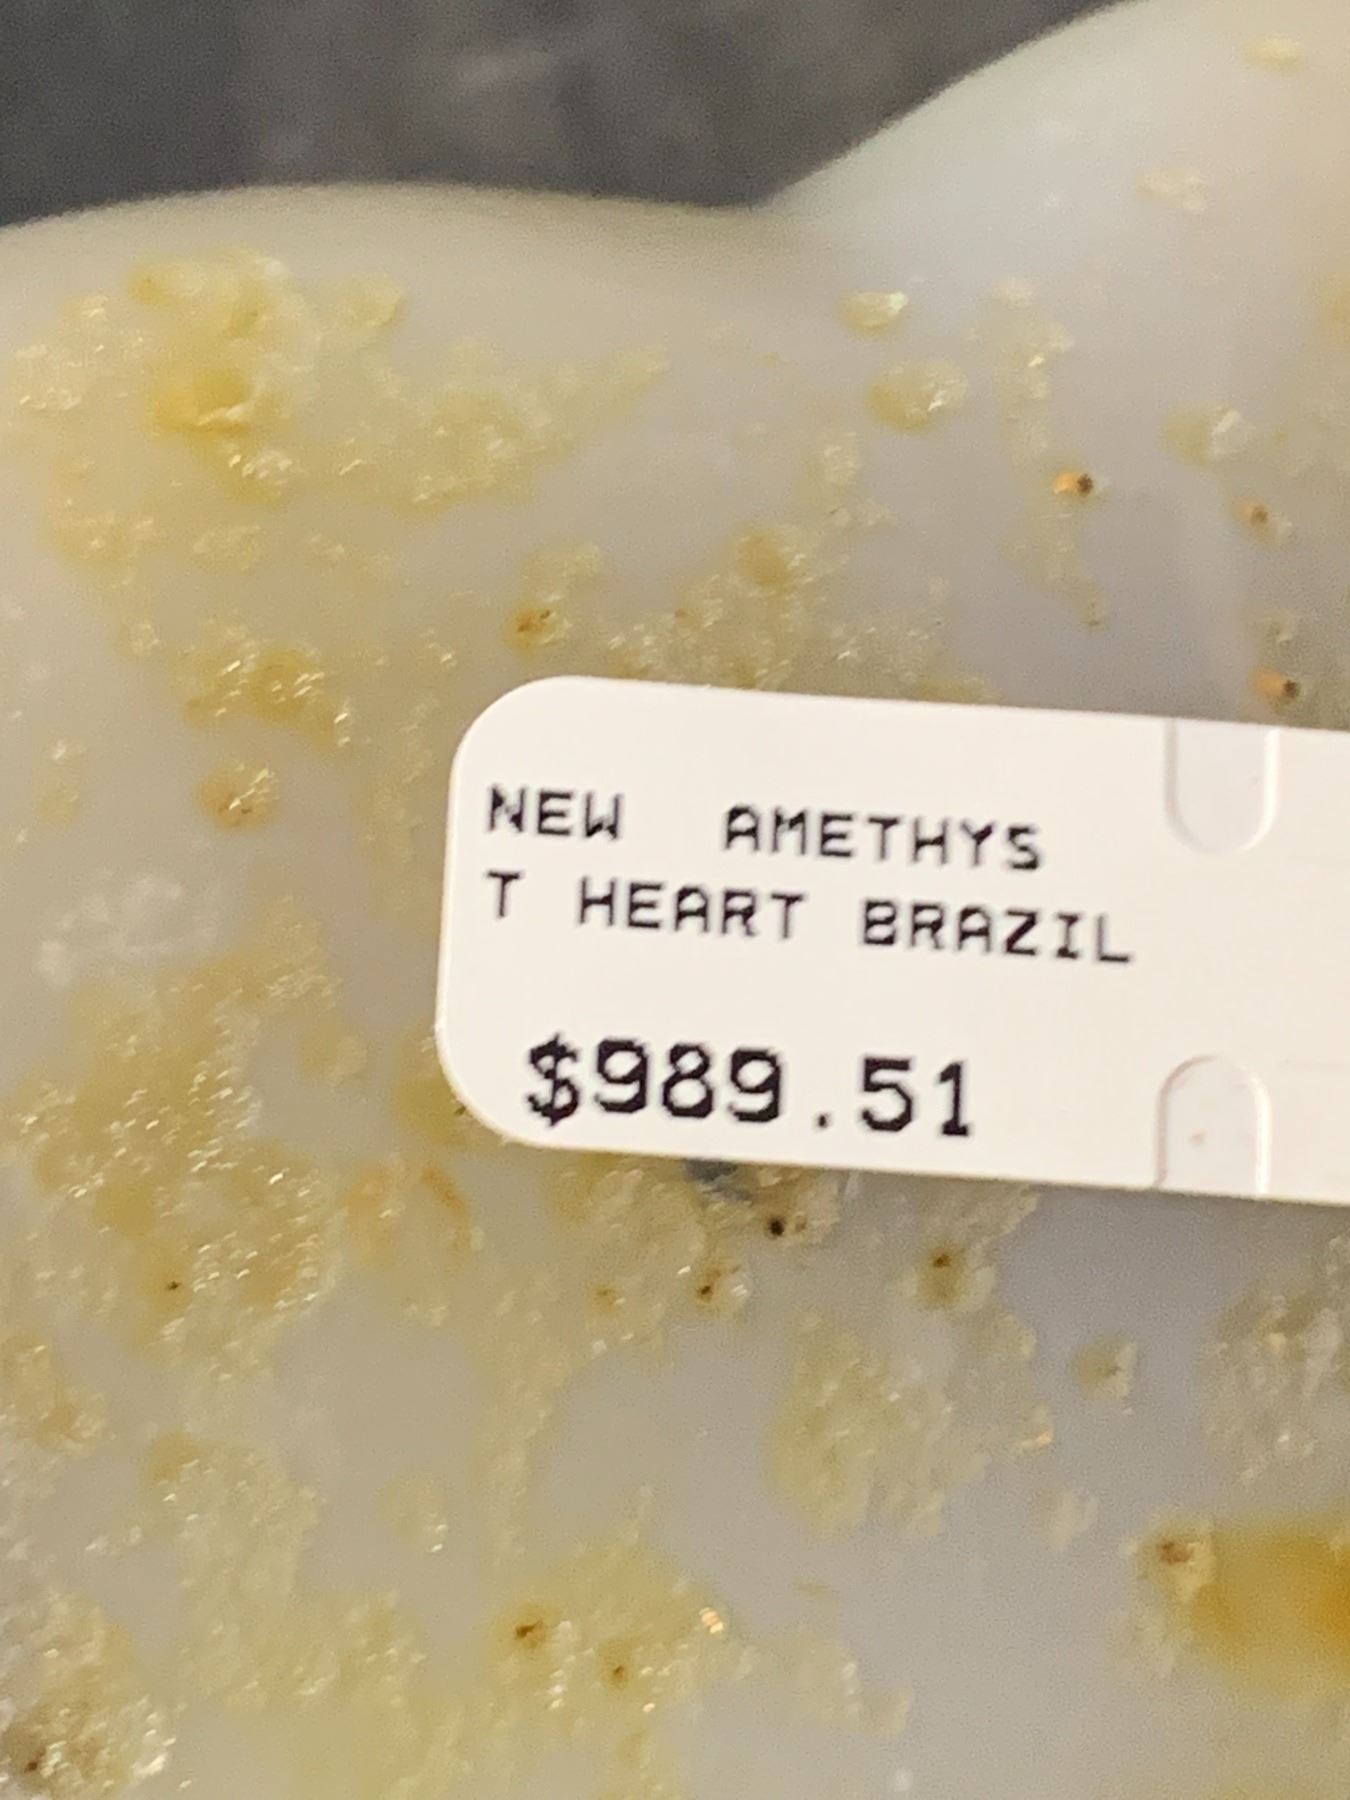 NEW AMETHYS
T HEART BRAZIL
$989.51